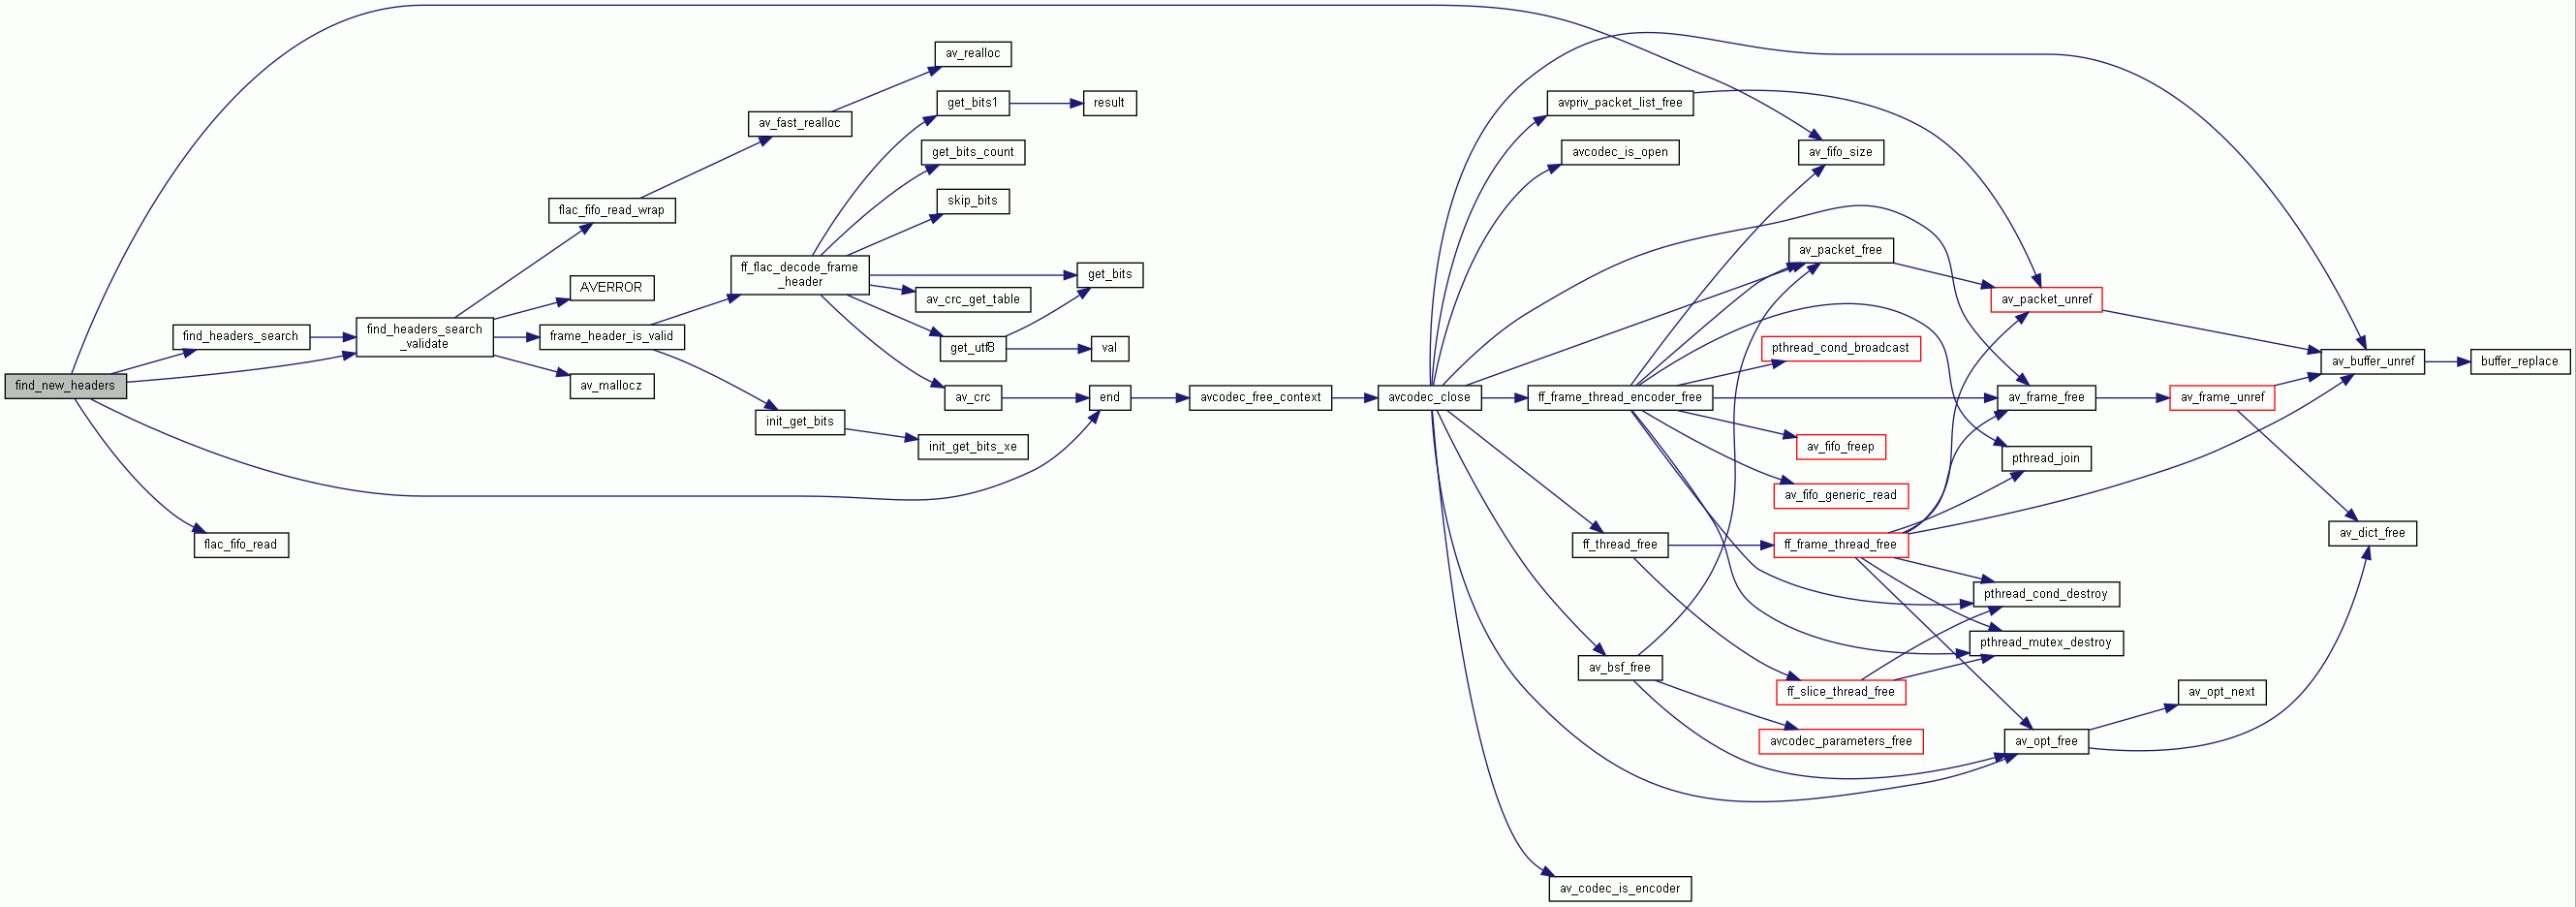 find_new_headers
find_headers_search
flac_fifo_read
find_headers_search
_validate
flac_fifo_read_wrap
AVERROR
frame_header_is_valid
av_mallocz
av_fast_realloc
ff_flac_decode_frame
_header
init_get_bits
av_realloc
get_bits1
get_bits_count
skip_bits
av_crc_get_table
get_utf8
av_crc
init_get_bits_xe
result
get_bits
val
end
avcodec_free_context
avcodec_close
avpriv_packet_list_free
avcodec_is_open
ff_frame_thread_encoder_free
ff_thread_free
av_bsf_free
av_codec_is_encoder
av_fifo_size
av_packet_free
pthread_cond_broadcast
av_fifo_freep
av_fifo_generic_read
ff_frame_thread_free
ff_slice_thread_free
avcodec_parameters_free
av_packet_unref
av_frame_free
pthread_join
pthread_cond_destroy
pthread_mutex_destroy
av_opt_free
av_frame_unref
av_opt_next
av_buffer_unref
av_dict_free
buffer_replace